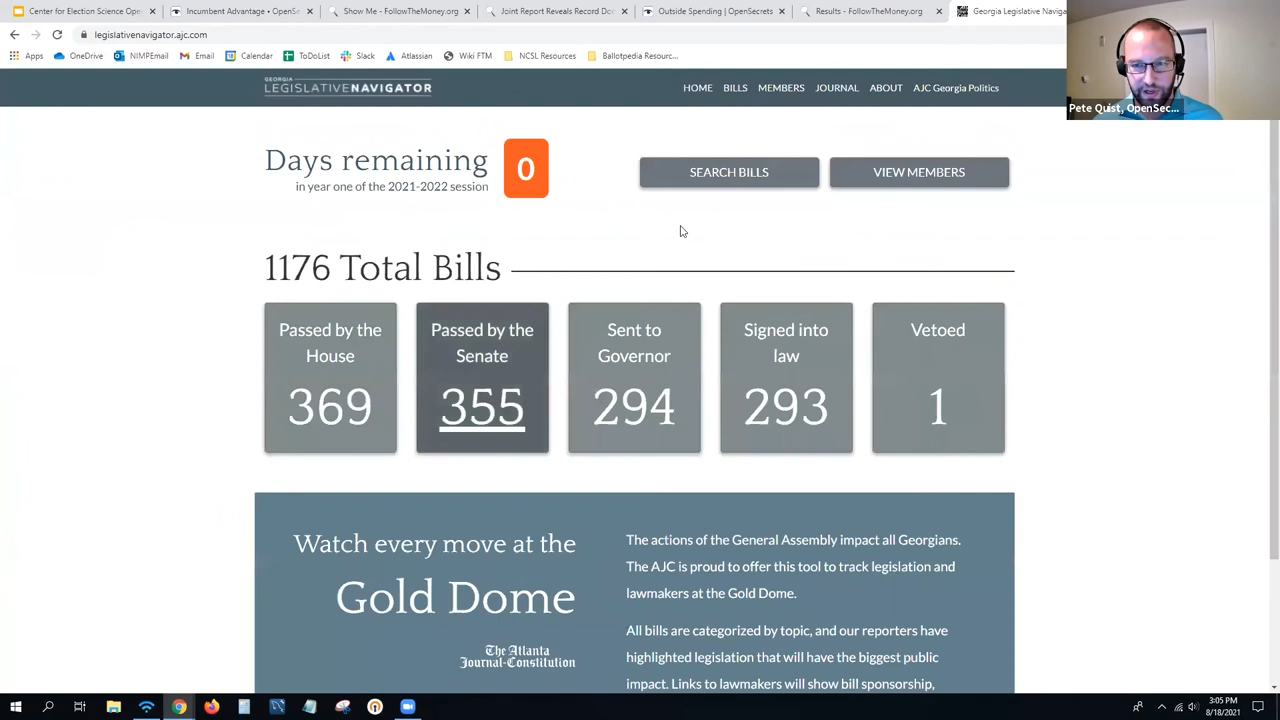 Center for Election Science Ope
Incumbent Advantage • OpenSe
Show Me - FollowTheMoney.org
Joint Report Reveals Record Do
Outside Spending | OpenSecrets
Results - FollowTheMoney.org
Georgia Legislative Navig
legislativenavigator.ajc.com
Apps
OneDrive
NIMPEmail
Email
Calendar
ToDoList
Slack
Atlassian
Wiki FTM
NCSL Resources
Ballotpedia Resourc...
GEORGIA
LEGISLATIVENAVIGATOR
HOME BILLS MEMBERS JOURNAL ABOUT AJC Georgia Politics
Pete Quist, OpenSec...
Days remaining
in year one of the 2021-2022 session
0
SEARCH BILLS
VIEW MEMBERS
1176 Total Bills
Passed by the
House
369
Passed by the
Senate
355
Sent to
Governor
294
Signed into
law
293
Vetoed
1
Watch every move at the
Gold Dome
The Atlanta
Journal-Constitution
The actions of the General Assembly impact all Georgians.
The AJC is proud to offer this tool to track legislation and
lawmakers at the Gold Dome.
All bills are categorized by topic, and our reporters have
highlighted legislation that will have the biggest public
impact. Links to lawmakers will show bill sponsorship,
3:05 PM
8/18/2021